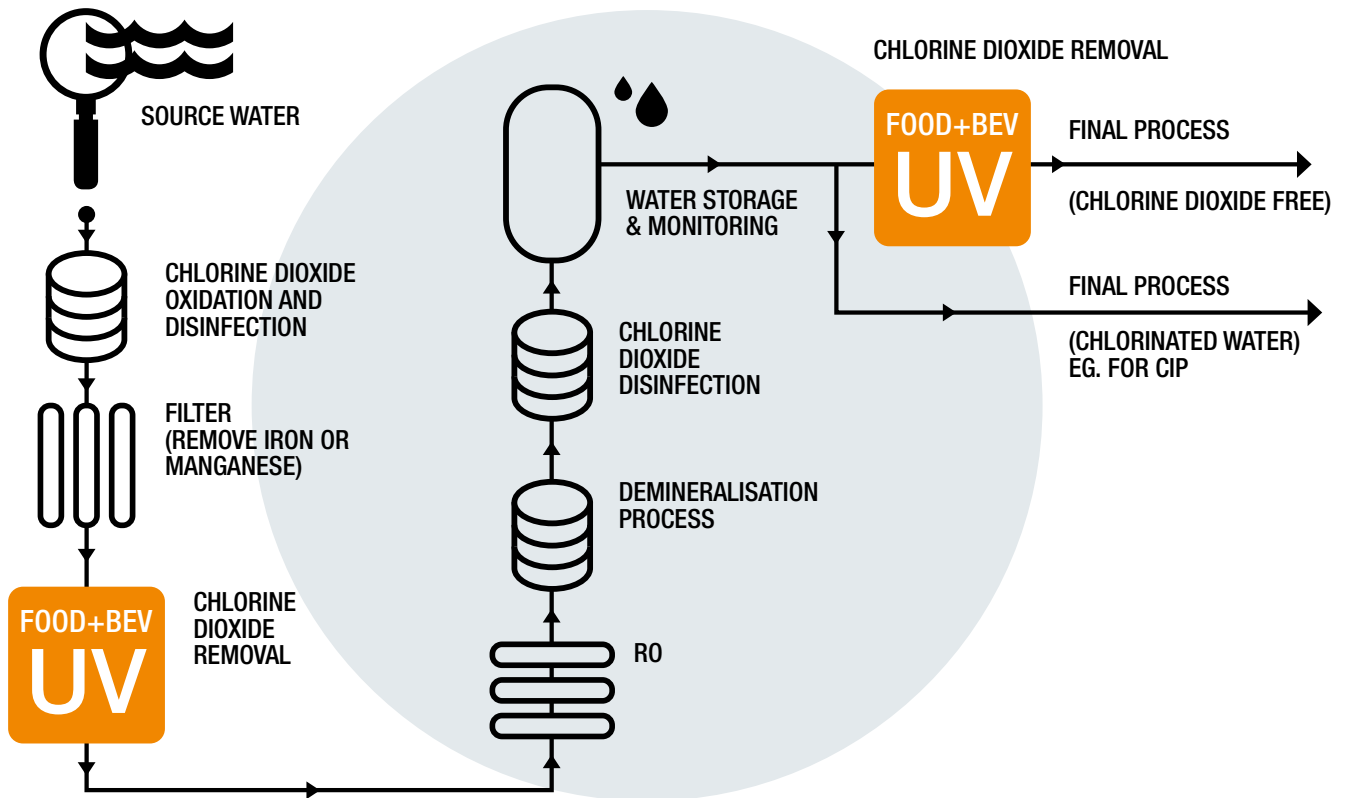 SOURCE WATER
CHLORINE DIOXIDE
OXIDATION AND
DISINFECTION
FILTER
(REMOVE IRON OR
MANGANESE)
FOOD+BEV
UV
CHLORINE
DIOXIDE
REMOVAL
RO
DEMINERALISATION
PROCESS
CHLORINE
DIOXIDE
DISINFECTION
WATER STORAGE
& MONITORING
CHLORINE DIOXIDE REMOVAL
FOOD+BEV
UV
FINAL PROCESS
(CHLORINE DIOXIDE FREE)
FINAL PROCESS
(CHLORINATED WATER)
EG. FOR CIP